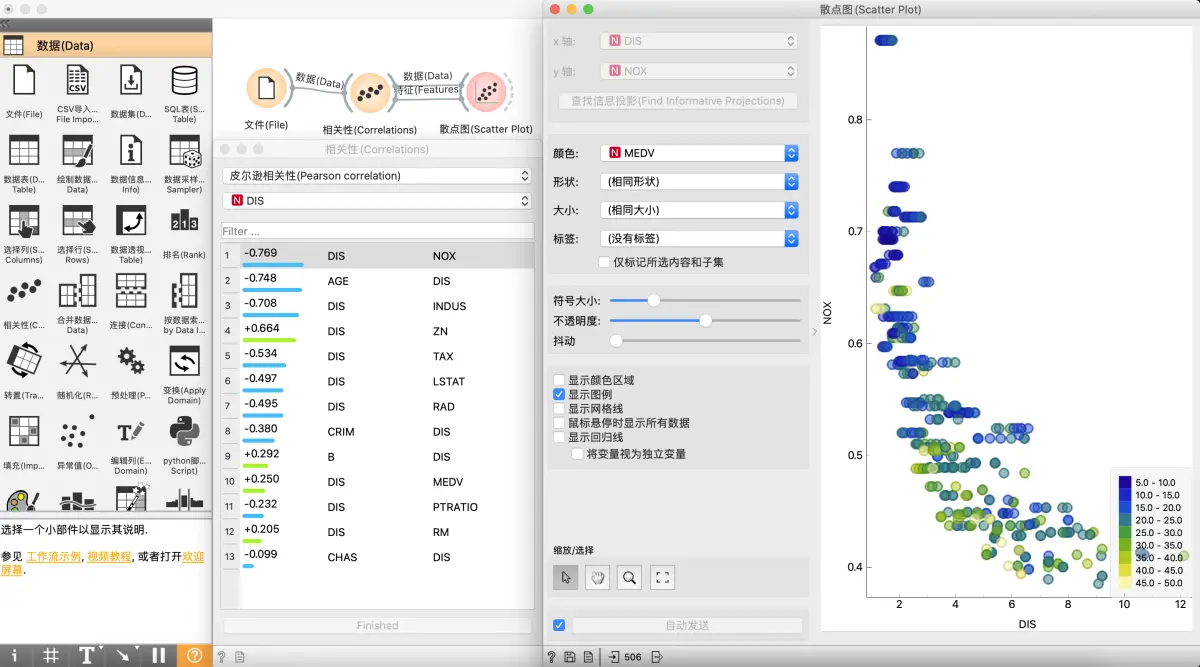 数据(Data)
文件(File)
CSV导入...
File Impo...
数据集(D...
SQL表(S...
Table)
数据表(D...
Table)
绘制数据...
Data)
数据信息...
Info)
数据采样...
Sampler)
选择列(S...
Columns)
选择行(S...
Rows)
数据透视...
Table)
排名(Rank)
相关性(C...
合并数据...
Data)
连接(Con...
按数据索...
by Data I...
转置(Tra...
随机化(R...
预处理(P...
变换(Apply
Domain)
填充(Imp...
异常值(O...
编辑列(E...
Domain)
python脚...
Script)
选择一个小部件以显示其说明.
参见 工作流示例, 视频教程, 或者打开欢迎
屏幕.
数据(Data)
数据(Data)
特征(Features
文件(File)
相关性(Correlations)
散点图(Scatter Plot)
相关性(Correlations)
皮尔逊相关性(Pearson correlation)
N DIS
Filter ...
1 -0.769 DIS NOX
2 -0.748 AGE DIS
3 -0.708 DIS INDUS
4 +0.664 DIS ZN
5 -0.534 DIS TAX
6 -0.497 DIS LSTAT
7 -0.495 DIS RAD
8 -0.380 CRIM DIS
9 +0.292 B DIS
10 +0.250 DIS MEDV
11 -0.232 DIS PTRATIO
12 +0.205 DIS RM
13 -0.099 CHAS DIS
Finished
散点图(Scatter Plot)
x 轴: N DIS
y 轴: N NOX
查找信息投影(Find Informative Projections)
颜色: N MEDV
形状: (相同形状)
大小: (相同大小)
标签: (没有标签)
仅标记所选内容和子集
符号大小:
不透明度:
抖动
显示颜色区域
显示图例
显示网格线
鼠标悬停时显示所有数据
显示回归线
将变量视为独立变量
缩放/选择
自动发送
506
0.8
0.7
0.6
0.5
0.4
NOX
2 4 6 8 10 12
DIS
5.0 - 10.0
10.0 - 15.0
15.0 - 20.0
20.0 - 25.0
25.0 - 30.0
30.0 - 35.0
35.0 - 40.0
40.0 - 45.0
45.0 - 50.0